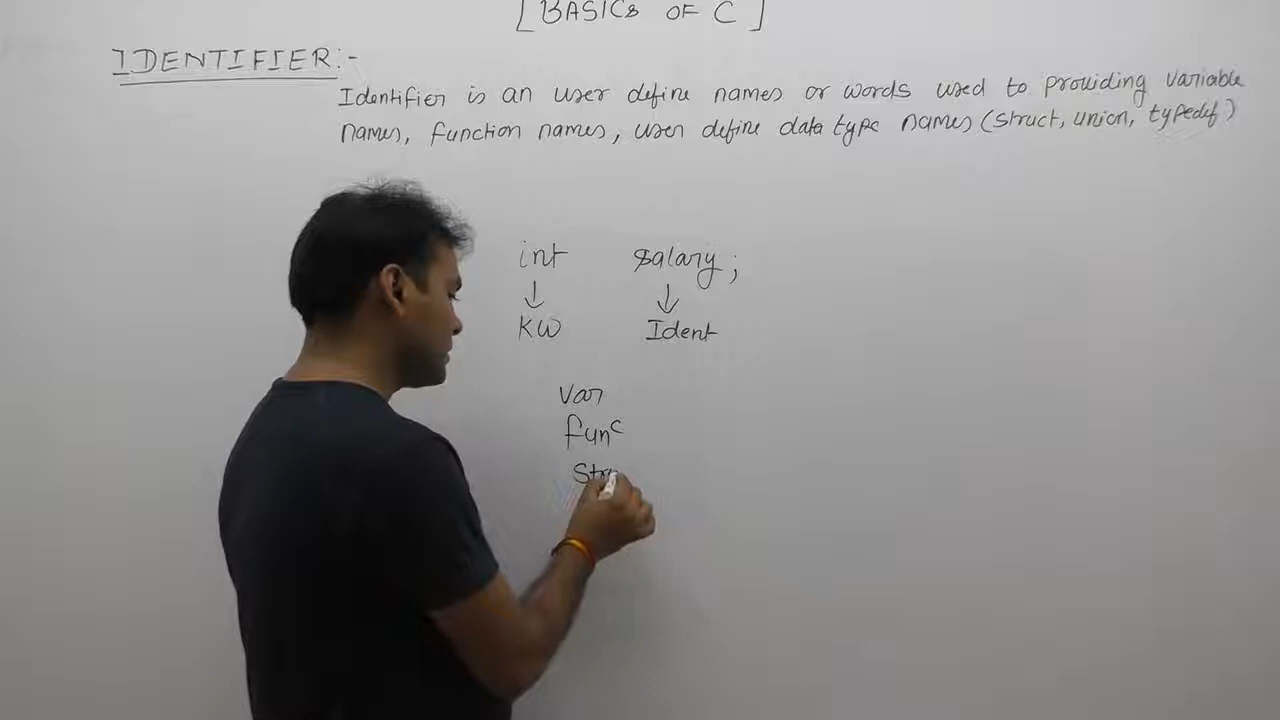 [BASICS OF C]
IDENTIFIER:-
Identifier is an user define names or words used to providing variable
names, function names, user define data type names (struct, union, typedef)
int salary;
↓ ↓
KW Ident
var
func
Str